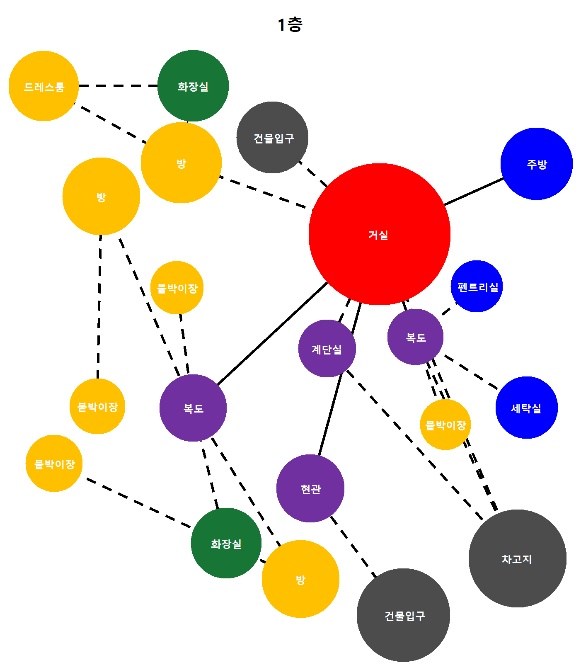 1층
드레스룸
화장실
건물입구
방
주방
방
거실
붙박이장
펜트리실
복도
계단실
붙박이장
복도
세탁실
붙박이장
붙박이장
현관
화장실
차고지
방
건물입구